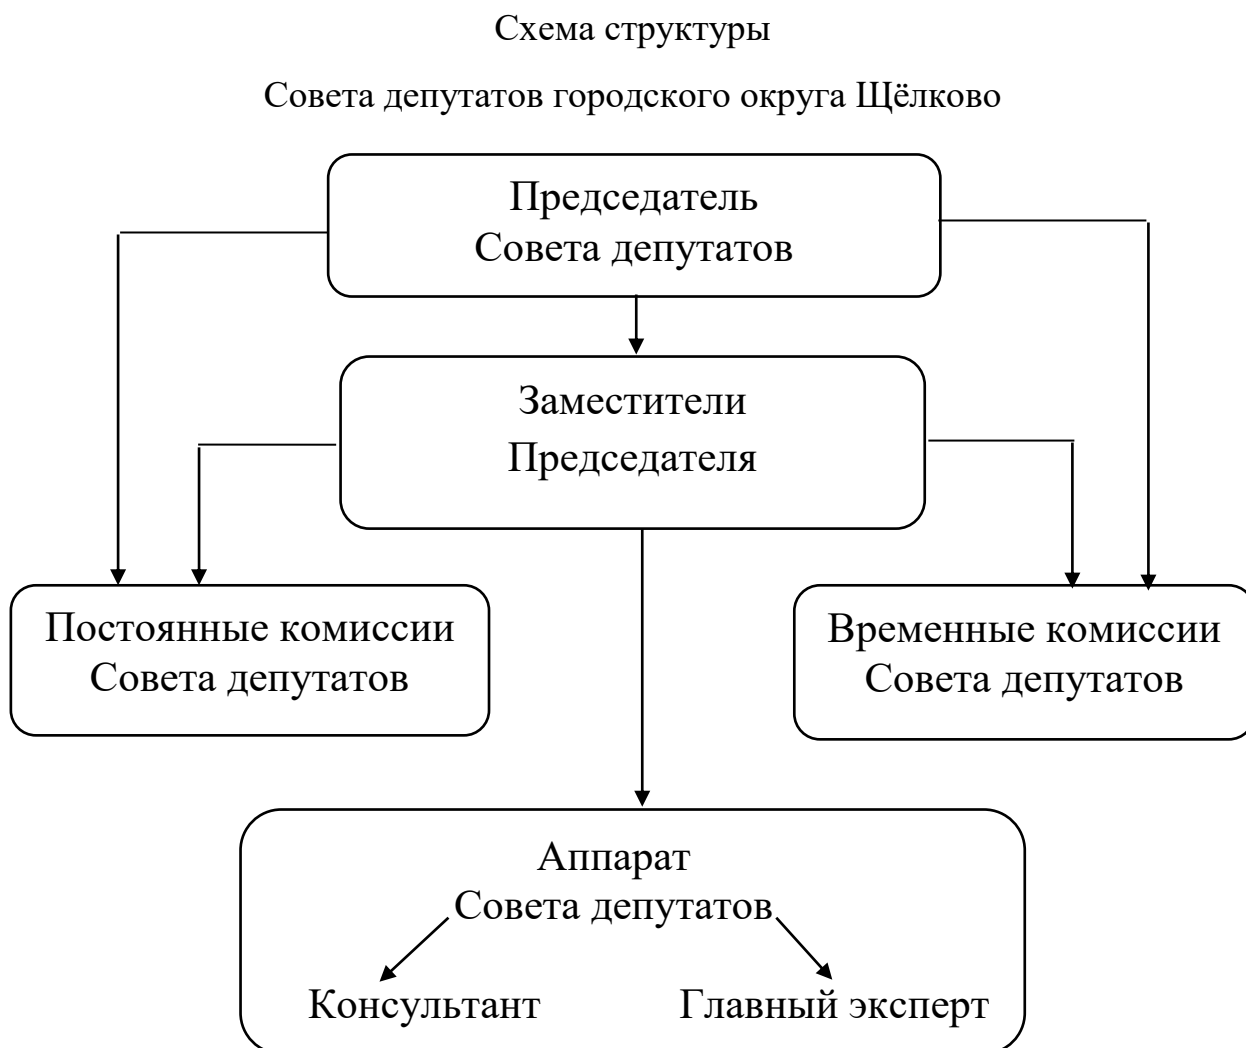 Схема структуры
Совета депутатов городского округа Щёлково
Председатель
Совета депутатов
Заместители
Председателя
Постоянные комиссии
Совета депутатов
Временные комиссии
Совета депутатов
Аппарат
Совета депутатов
Консультант
Главный эксперт